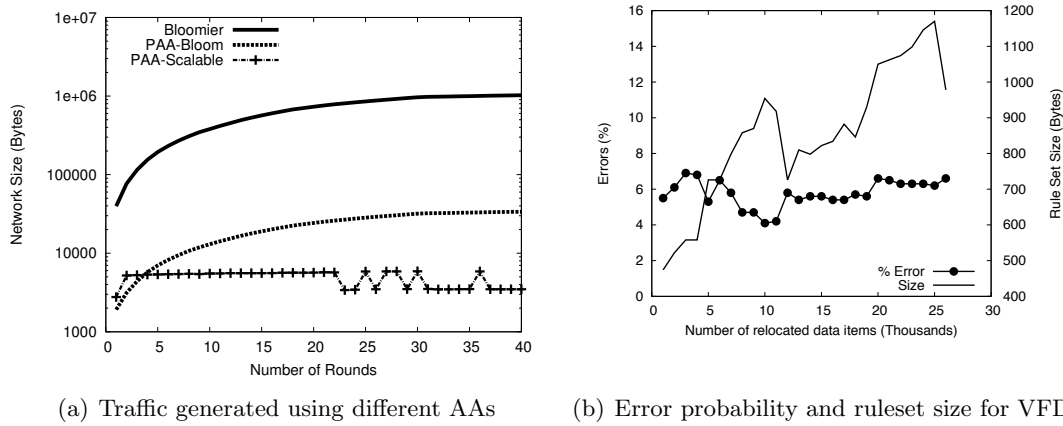 1e+07
1e+06
100000
10000
1000
Network Size (Bytes)
Bloomier
PAA-Bloom
PAA-Scalable
0 5 10 15 20 25 30 35 40
Number of Rounds
(a) Traffic generated using different AAs
16
14
12
10
8
6
4
2
0
Errors (%)
1200
1100
1000
900
800
700
600
500
400
Rule Set Size (Bytes)
% Error
Size
0 5 10 15 20 25 30
Number of relocated data items (Thousands)
(b) Error probability and ruleset size for VFD